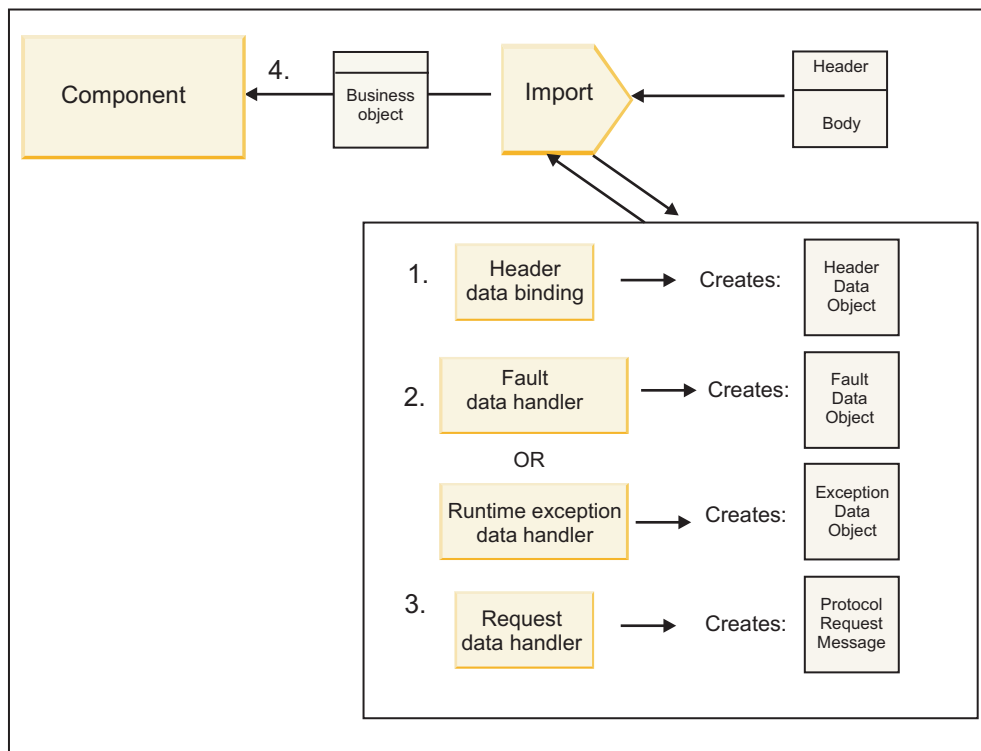 Component
4.
Business
object
Import
Header
Body
1.
Header
data binding
Creates:
Header
Data
Object
2.
Fault
data handler
Creates:
Fault
Data
Object
OR
Runtime exception
data handler
Creates:
Exception
Data
Object
3.
Request
data handler
Creates:
Protocol
Request
Message